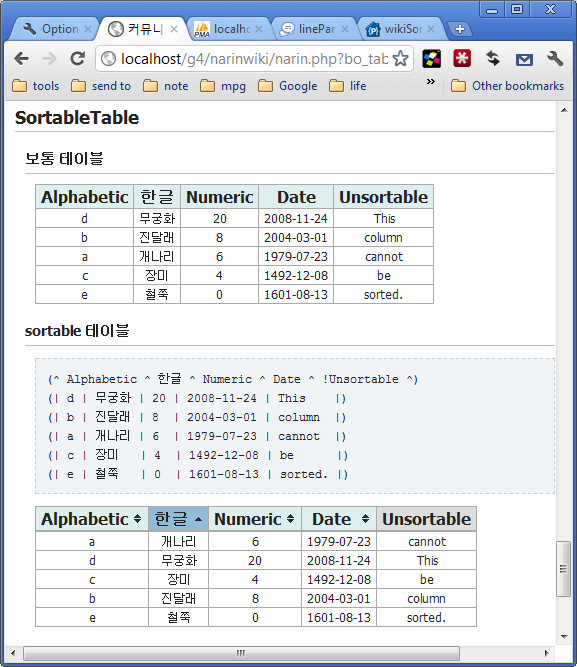 Option
커뮤니
localho
linePar
wikiSor
localhost/g4/narinwiki/narin.php?bo_tab
tools send to note mpg Google life » Other bookmarks
SortableTable
보통 테이블
Alphabetic 한글 Numeric Date Unsortable
d 무궁화 20 2008-11-24 This
b 진달래 8 2004-03-01 column
a 개나리 6 1979-07-23 cannot
c 장미 4 1492-12-08 be
e 철쭉 0 1601-08-13 sorted.
sortable 테이블
(^ Alphabetic ^ 한글 ^ Numeric ^ Date ^ !Unsortable ^)
(| d | 무궁화 | 20 | 2008-11-24 | This |)
(| b | 진달래 | 8 | 2004-03-01 | column |)
(| a | 개나리 | 6 | 1979-07-23 | cannot |)
(| c | 장미 | 4 | 1492-12-08 | be |)
(| e | 철쭉 | 0 | 1601-08-13 | sorted. |)
Alphabetic 한글 Numeric Date Unsortable
a 개나리 6 1979-07-23 cannot
d 무궁화 20 2008-11-24 This
c 장미 4 1492-12-08 be
b 진달래 8 2004-03-01 column
e 철쭉 0 1601-08-13 sorted.